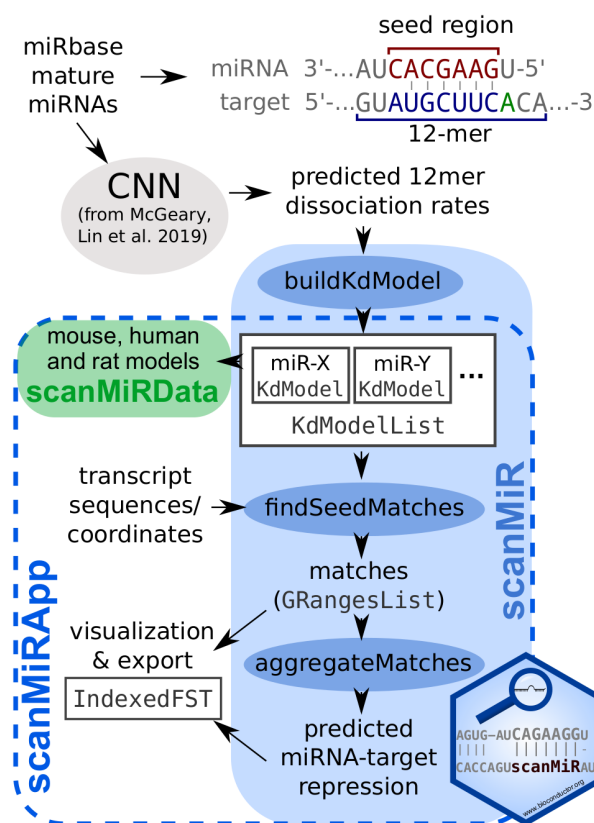 miRbase
mature
miRNAs
seed region
miRNA 3'-...AUCACGAAGU-5'
target 5'-...GUAUGCUUCACA...-3
12-mer
CNN
(from McGeary,
Lin et al. 2019)
predicted 12mer
dissociation rates
buildKdModel
mouse, human
and rat models
scanMiRData
miR-X
KdModel
miR-Y
KdModel
...
KdModelList
transcript
sequences/
coordinates
findSeedMatches
scanMiR
matches
(GRangesList)
scanMiRApp
visualization
& export
IndexedFST
aggregateMatches
predicted
miRNA-target
repression
AGUG-AUCAGAAGGU
CACCAGUscanMiRAU
www.bioconductor.org